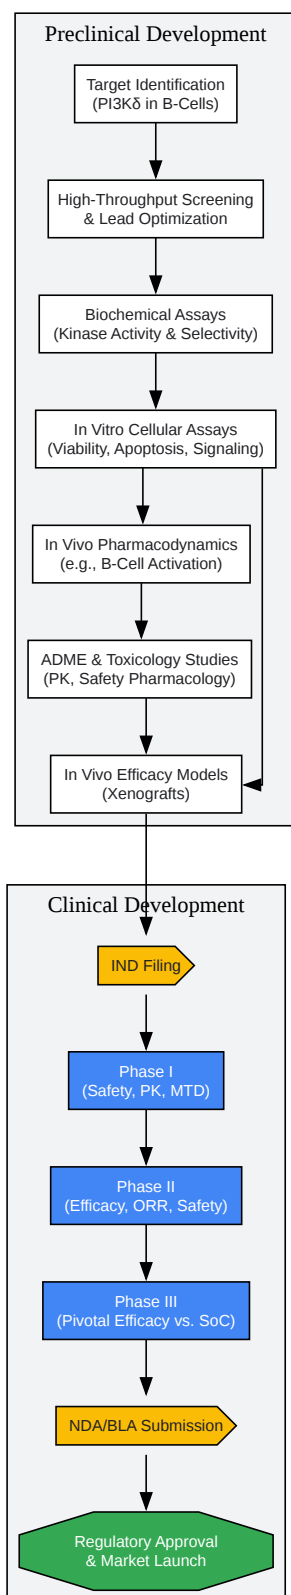 Preclinical Development
Target Identification
(PI3Kδ in B-Cells)
High-Throughput Screening
& Lead Optimization
Biochemical Assays
(Kinase Activity & Selectivity)
In Vitro Cellular Assays
(Viability, Apoptosis, Signaling)
In Vivo Pharmacodynamics
(e.g., B-Cell Activation)
ADME & Toxicology Studies
(PK, Safety Pharmacology)
In Vivo Efficacy Models
(Xenografts)
Clinical Development
IND Filing
Phase I
(Safety, PK, MTD)
Phase II
(Efficacy, ORR, Safety)
Phase III
(Pivotal Efficacy vs. SoC)
NDA/BLA Submission
Regulatory Approval
& Market Launch